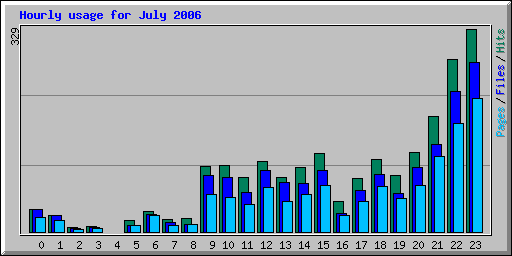 Hourly usage for July 2006
329
Pages / Files / Hits
0 1 2 3 4 5 6 7 8 9 10 11 12 13 14 15 16 17 18 19 20 21 22 23